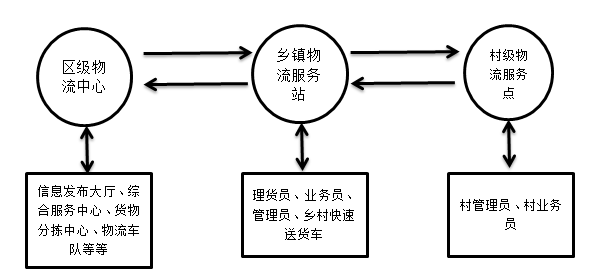 区级物
流中心
乡镇物
流服务
站
村级物
流服务
点
信息发布大厅、综
合服务中心、货物
分拣中心、物流车
队等等
理货员、业务员、
管理员、乡村快速
送货车
村管理员、村业务
员